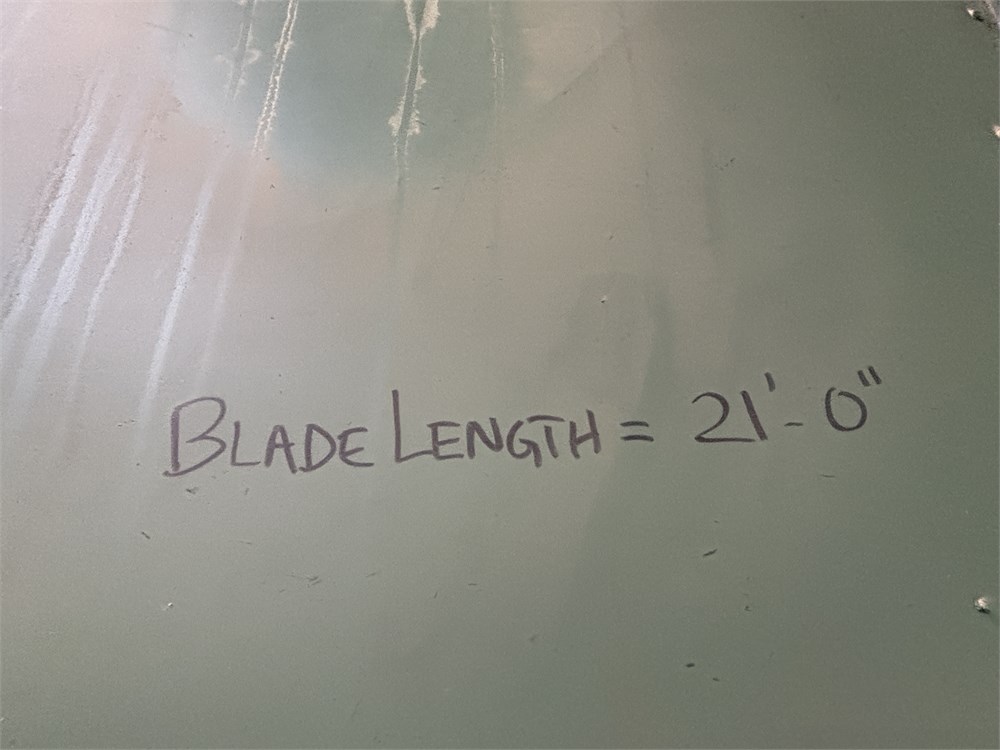 BLADE LENGTH = 21'-0"